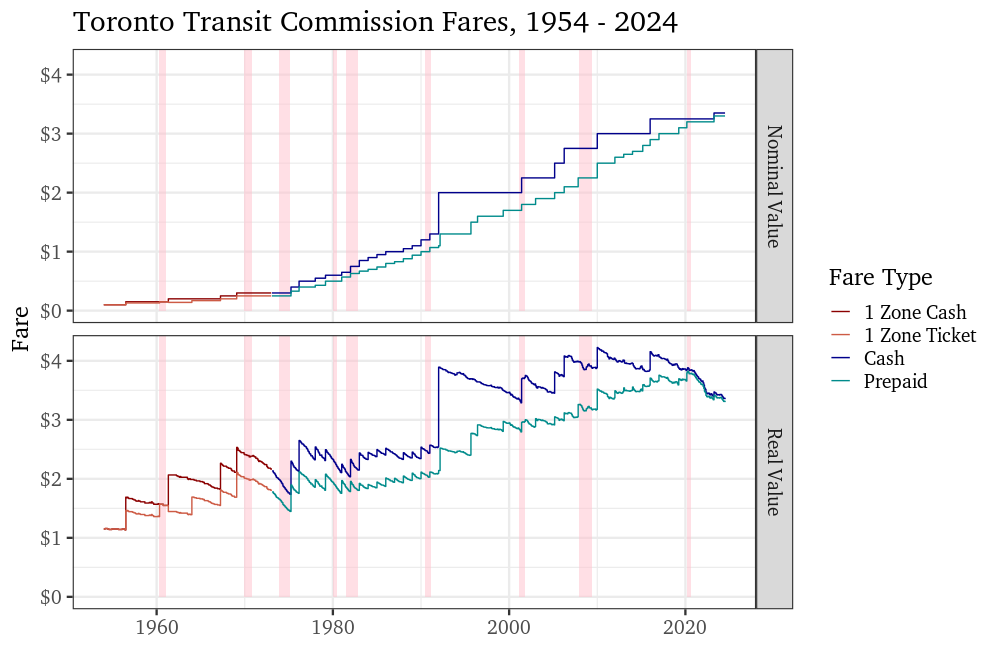 Toronto Transit Commission Fares, 1954 - 2024
Fare
$4
$3
$2
$1
$0
Nominal Value
$4
$3
$2
$1
$0
Real Value
1960
1980
2000
2020
Fare Type
1 Zone Cash
1 Zone Ticket
Cash
Prepaid